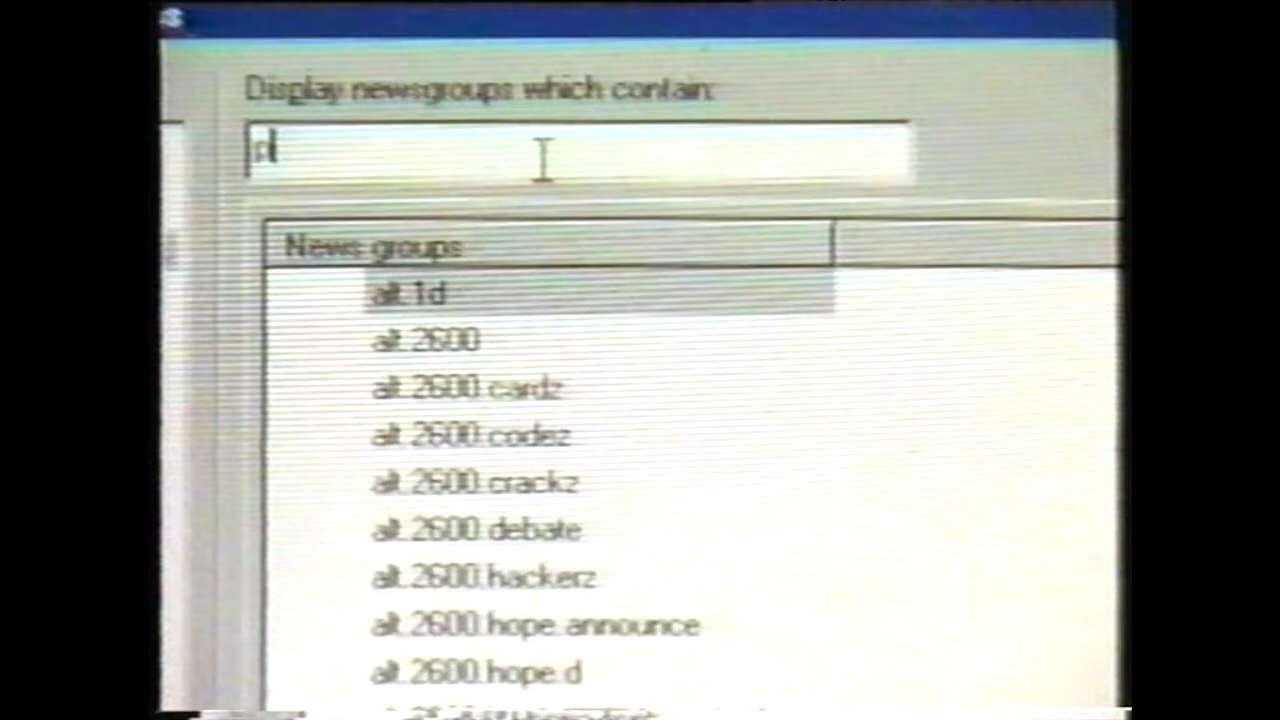 Display newsgroups which contain:
d
News groups
alt.1d
alt.2600
alt.2600.cardz
alt.2600.codez
alt.2600.crackz
alt.2600.debate
alt.2600.hackerz
alt.2600.hope.announce
alt.2600.hope.d